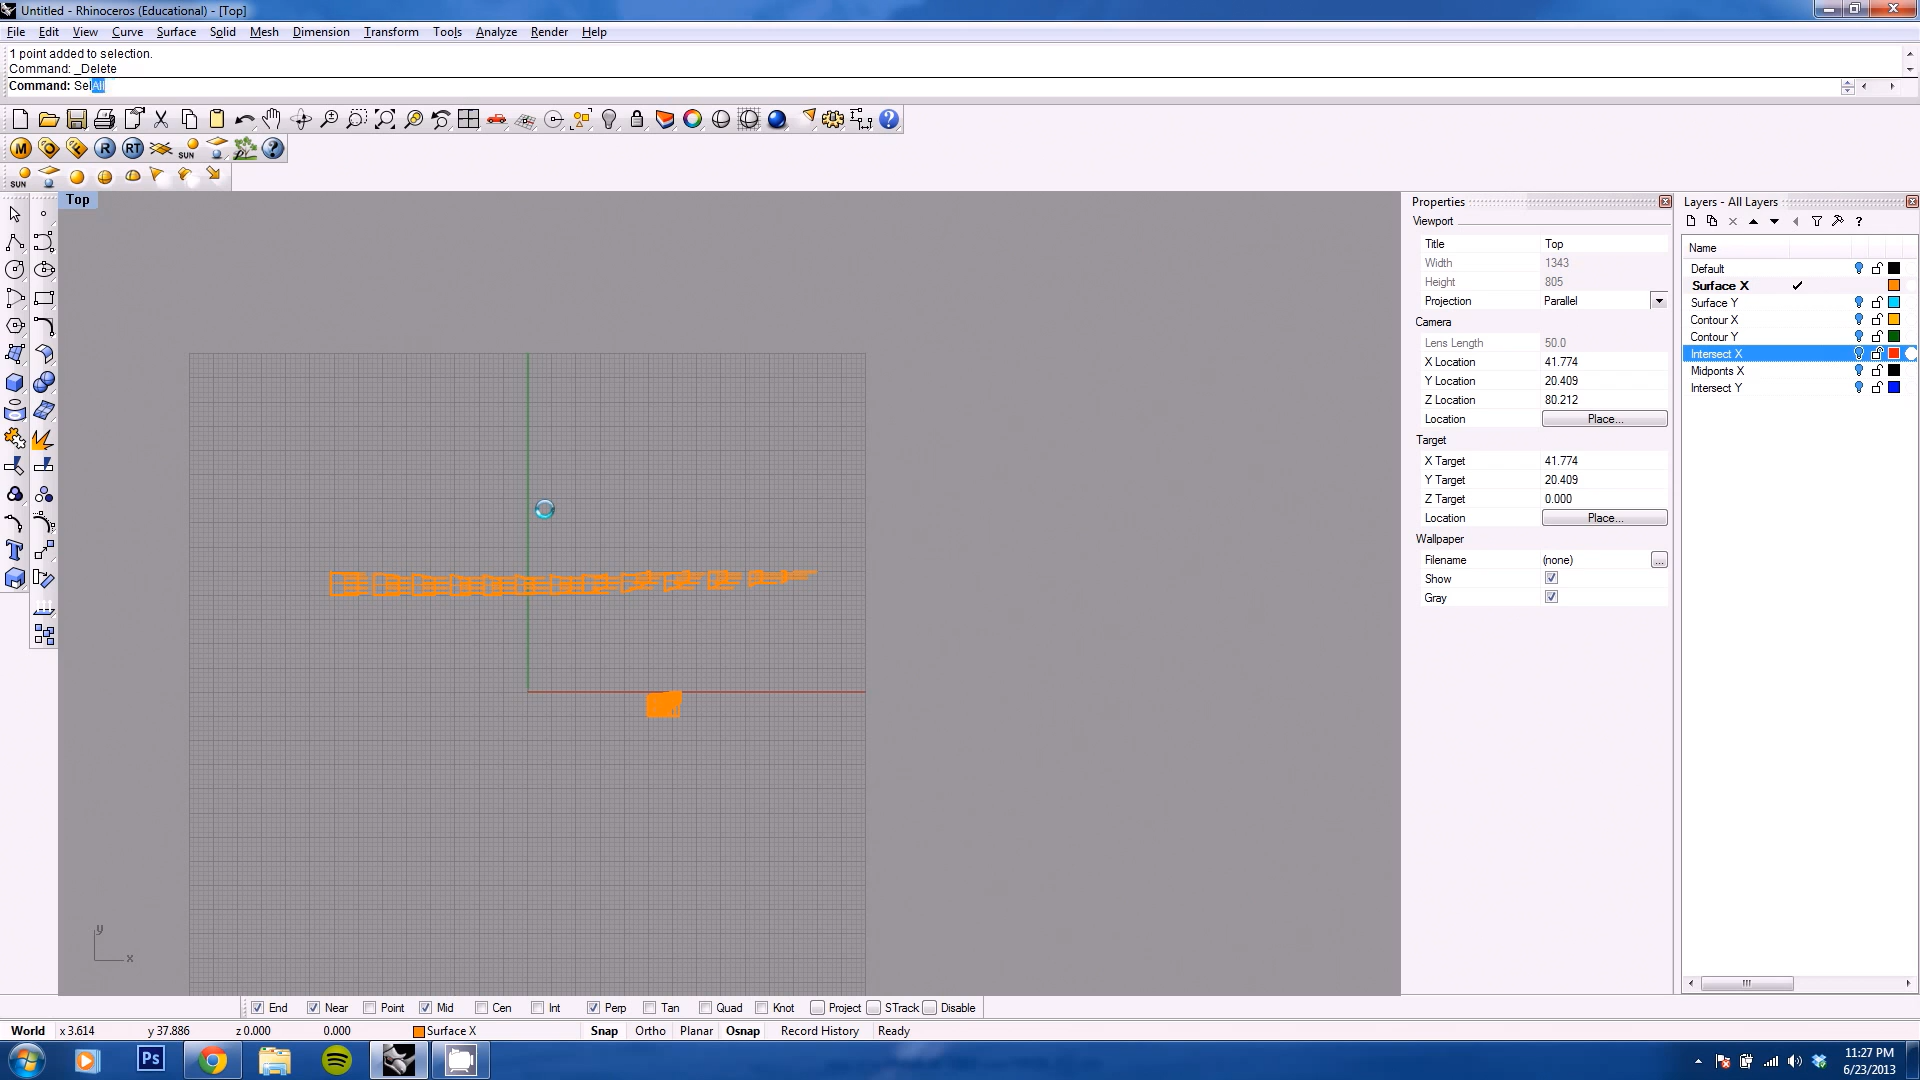 Untitled - Rhinoceros (Educational) - [Top]
File Edit View Curve Surface Solid Mesh Dimension Transform Tools Analyze Render Help
1 point added to selection.
Command: _Delete
Command: SelAll
M O F R RT SUN
SUN
Top
Properties
Viewport
Title Top
Width 1343
Height 805
Projection Parallel
Camera
Lens Length 50.0
X Location 41.774
Y Location 20.409
Z Location 80.212
Location Place...
Target
X Target 41.774
Y Target 20.409
Z Target 0.000
Location Place...
Wallpaper
Filename (none) ...
Show
Gray
Layers - All Layers
Name
Default
Surface X
Surface Y
Contour X
Contour Y
Intersect X
Midponts X
Intersect Y
y
x
End Near Point Mid Cen Int Perp Tan Quad Knot Project STrack Disable
World x 3.614 y 37.886 z 0.000 0.000 Surface X Snap Ortho Planar Osnap Record History Ready
Ps
11:27 PM
6/23/2013